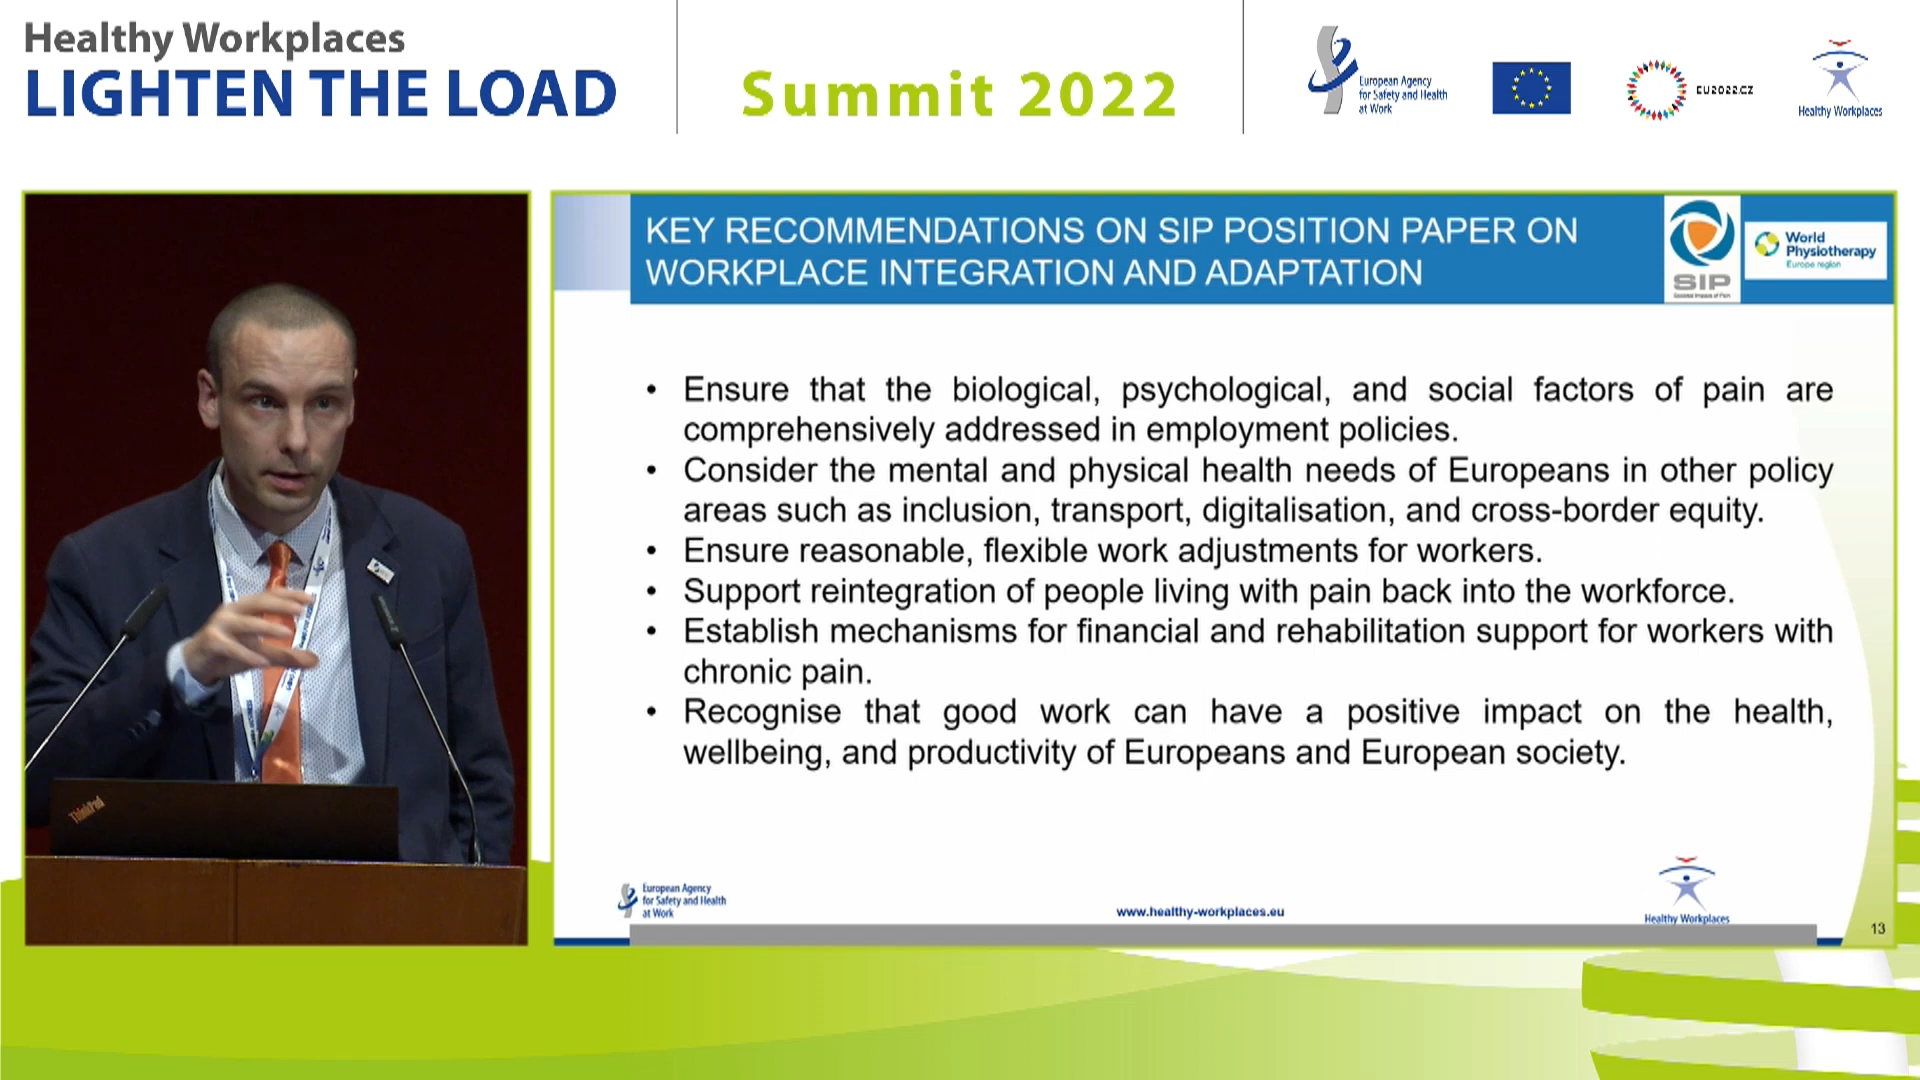 Healthy Workplaces
LIGHTEN THE LOAD
Summit 2022
European Agency
for Safety and Health
at Work
EU2022.CZ
Healthy Workplaces
KEY RECOMMENDATIONS ON SIP POSITION PAPER ON
WORKPLACE INTEGRATION AND ADAPTATION
SIP
Societal Impact of Pain
World
Physiotherapy
Europe region
• Ensure that the biological, psychological, and social factors of pain are
comprehensively addressed in employment policies.
• Consider the mental and physical health needs of Europeans in other policy
areas such as inclusion, transport, digitalisation, and cross-border equity.
• Ensure reasonable, flexible work adjustments for workers.
• Support reintegration of people living with pain back into the workforce.
• Establish mechanisms for financial and rehabilitation support for workers with
chronic pain.
• Recognise that good work can have a positive impact on the health,
wellbeing, and productivity of Europeans and European society.
European Agency
for Safety and Health
at Work
www.healthy-workplaces.eu
Healthy Workplaces
13
ThinkPad